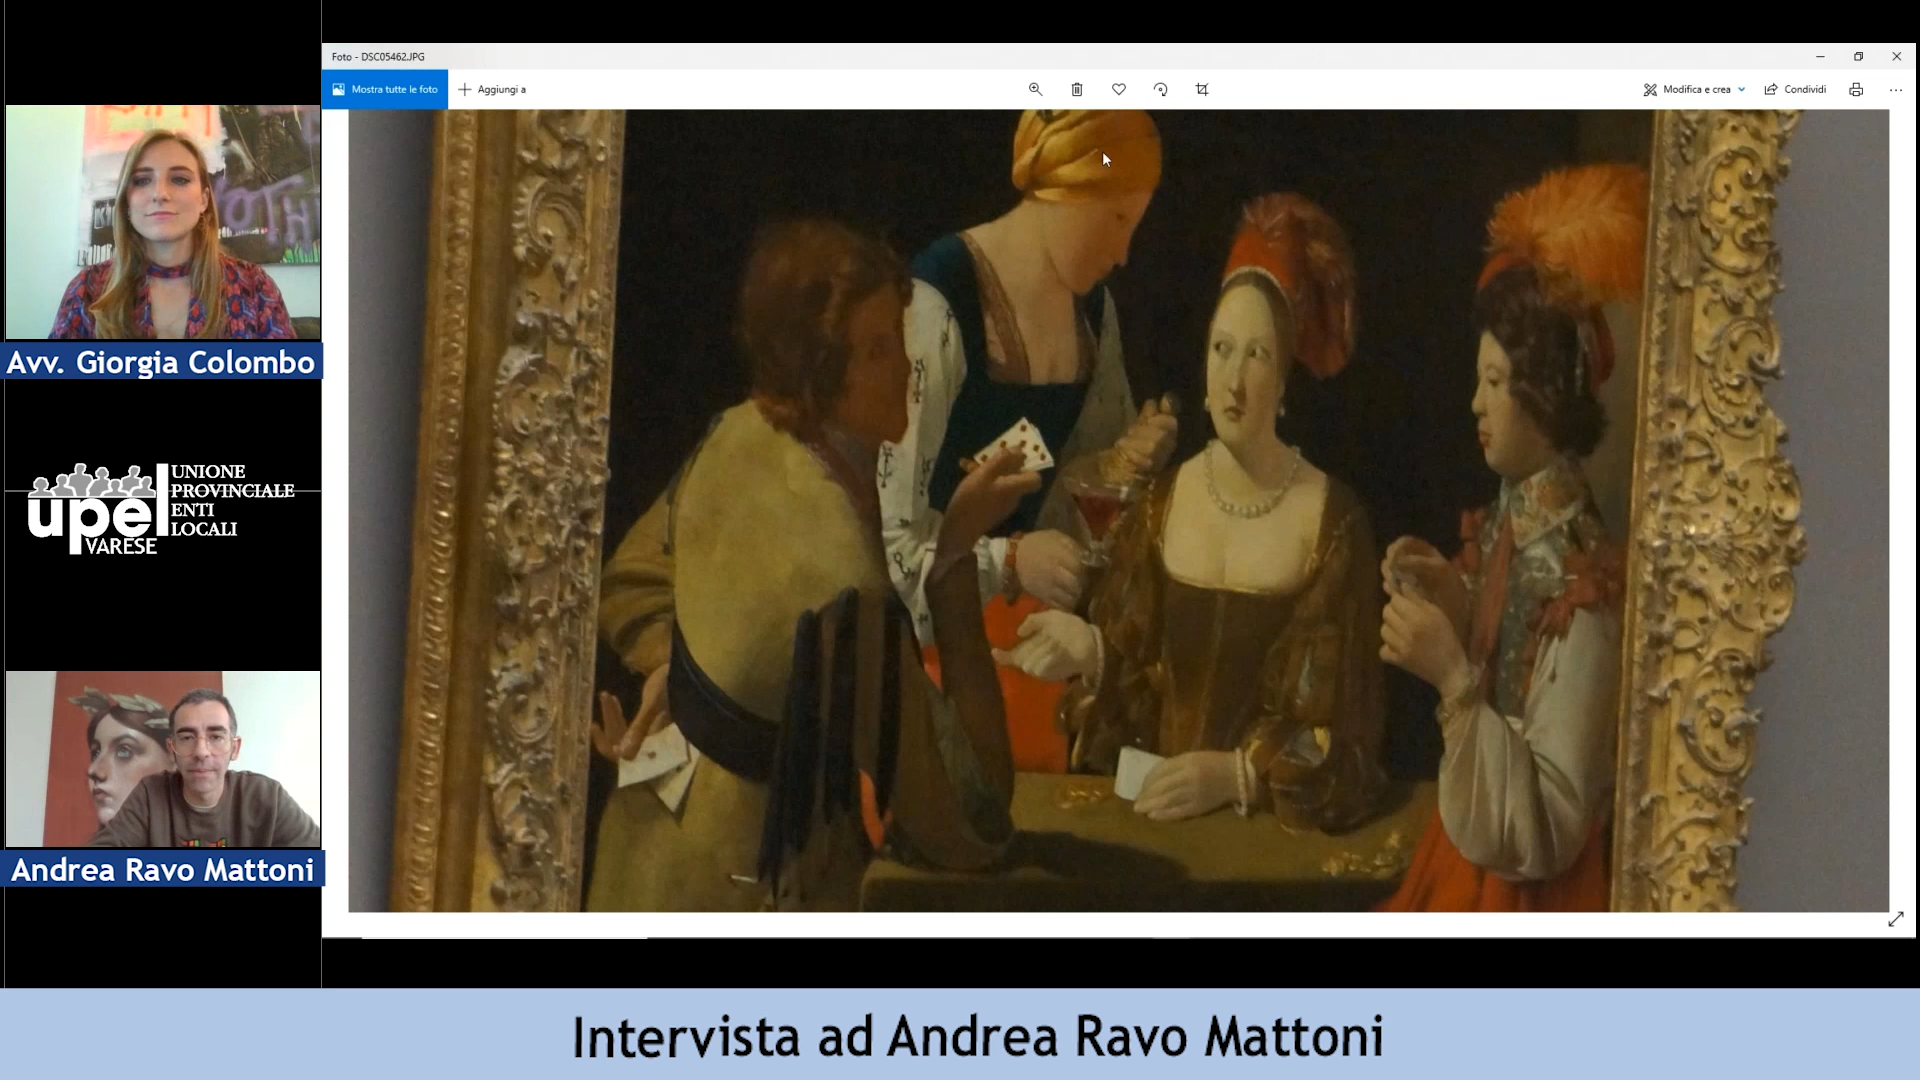 Foto - DSC05462.JPG
Mostra tutte le foto
Aggiungi a
Modifica e crea
Condividi
Avv. Giorgia Colombo
upel
UNIONE
PROVINCIALE
ENTI
LOCALI
VARESE
Andrea Ravo Mattoni
Intervista ad Andrea Ravo Mattoni